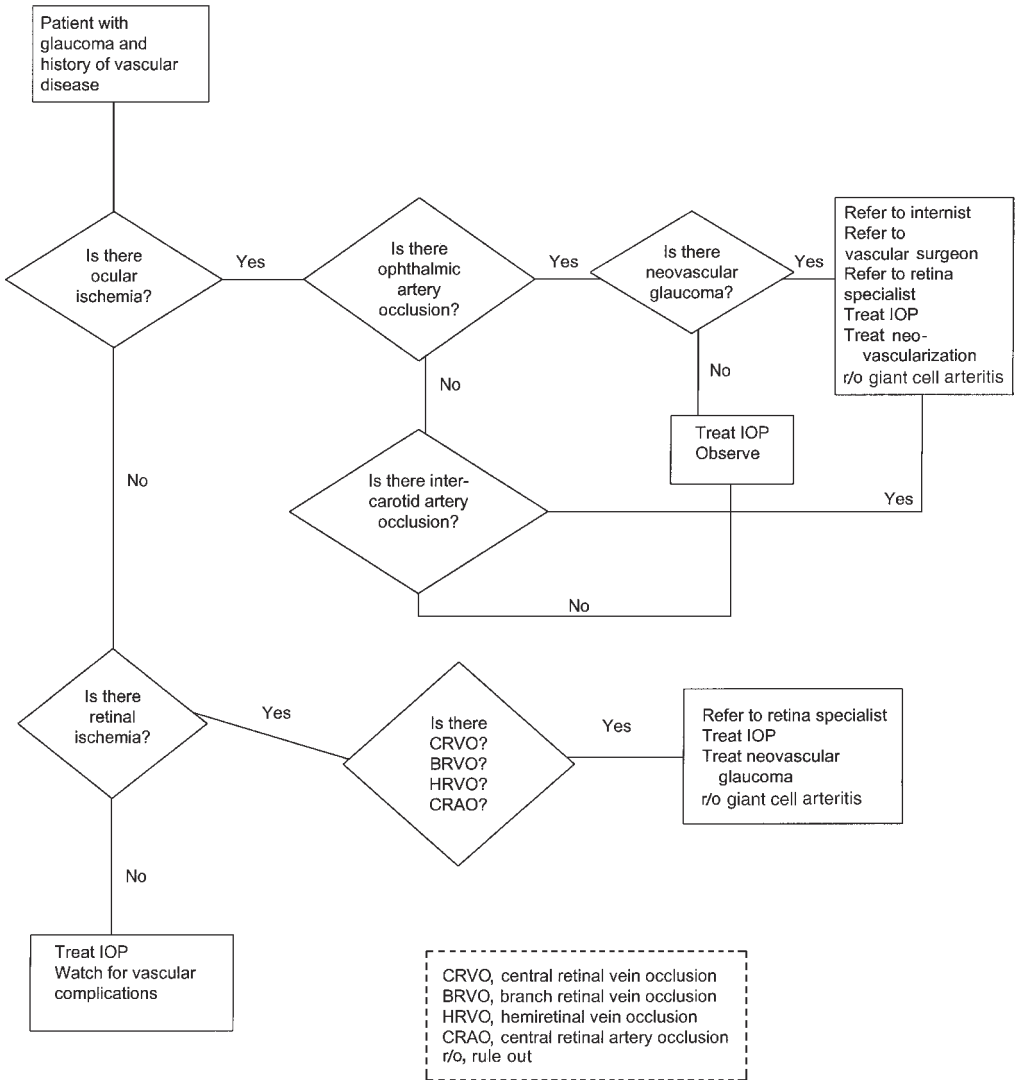 Patient with
glaucoma and
history of vascular
disease
Is there
ocular
ischemia?
Yes
Is there
ophthalmic
artery
occlusion?
Yes
Is there
neovascular
glaucoma?
Yes
Refer to internist
Refer to
vascular surgeon
Refer to retina
specialist
Treat IOP
Treat neo-
vascularization
r/o giant cell arteritis
No
No
Treat IOP
Observe
No
Is there inter-
carotid artery
occlusion?
Yes
No
Is there
retinal
ischemia?
Yes
Is there
CRVO?
BRVO?
HRVO?
CRAO?
Yes
Refer to retina specialist
Treat IOP
Treat neovascular
glaucoma
r/o giant cell arteritis
No
Treat IOP
Watch for vascular
complications
CRVO, central retinal vein occlusion
BRVO, branch retinal vein occlusion
HRVO, hemiretinal vein occlusion
CRAO, central retinal artery occlusion
r/o, rule out